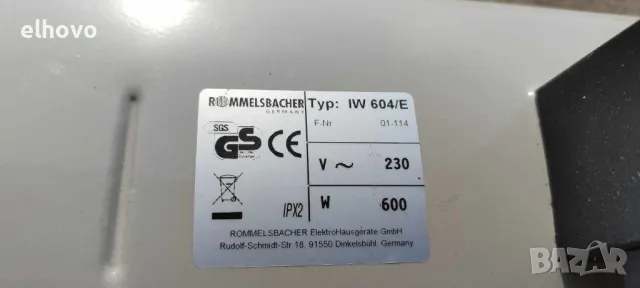 elhovo
ROMMELSBACHER
GERMANY
Typ: IW 604/E
F-Nr 01-114
SGS
GS CE
V ~ 230
IPX2
W 600
ROMMELSBACHER ElektroHausgeräte GmbH
Rudolf-Schmidt-Str 18, 91550 Dinkelsbühl, Germany
BAZAR